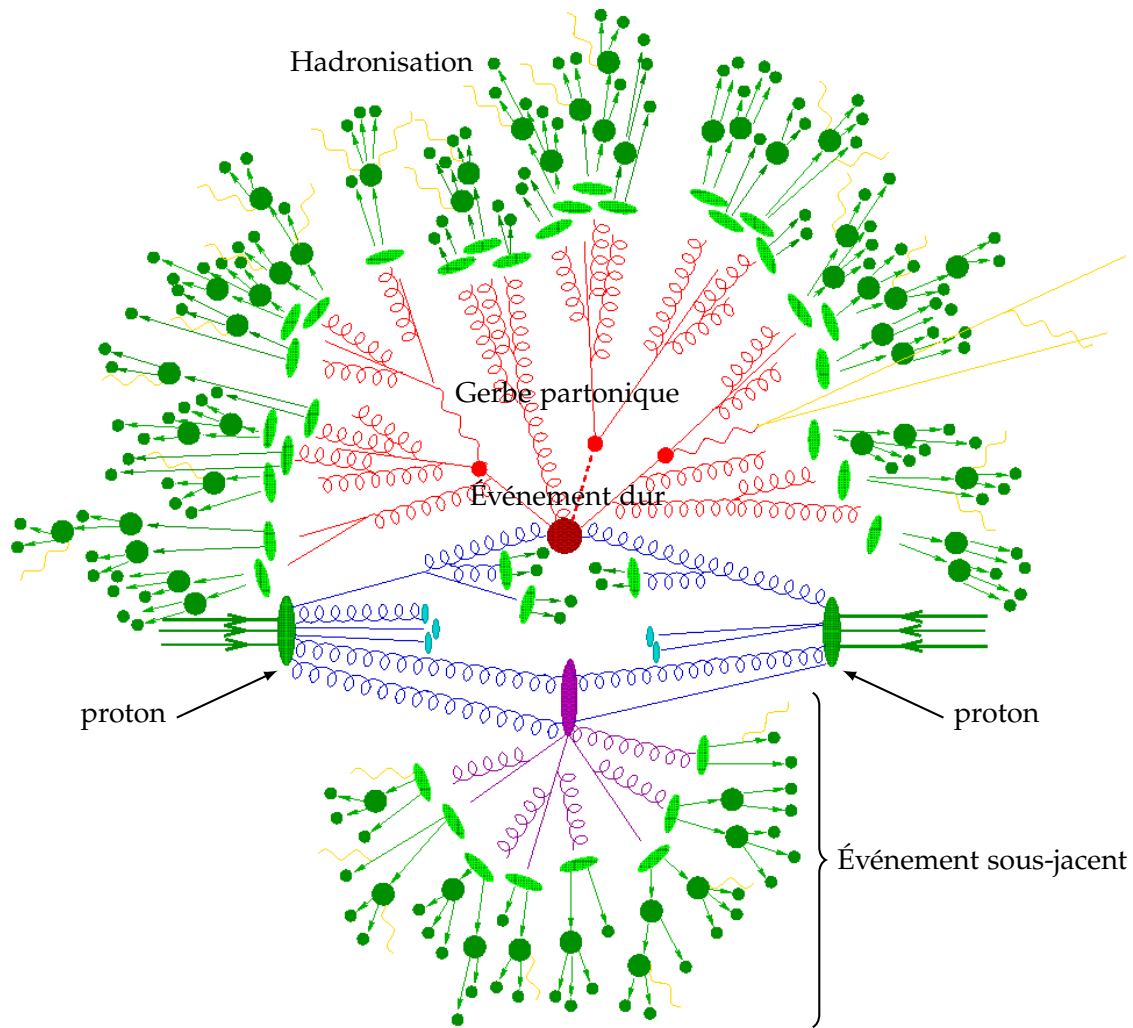 Hadronisation
Gerbe partonique
Événement dur
proton
proton
Événement sous-jacent